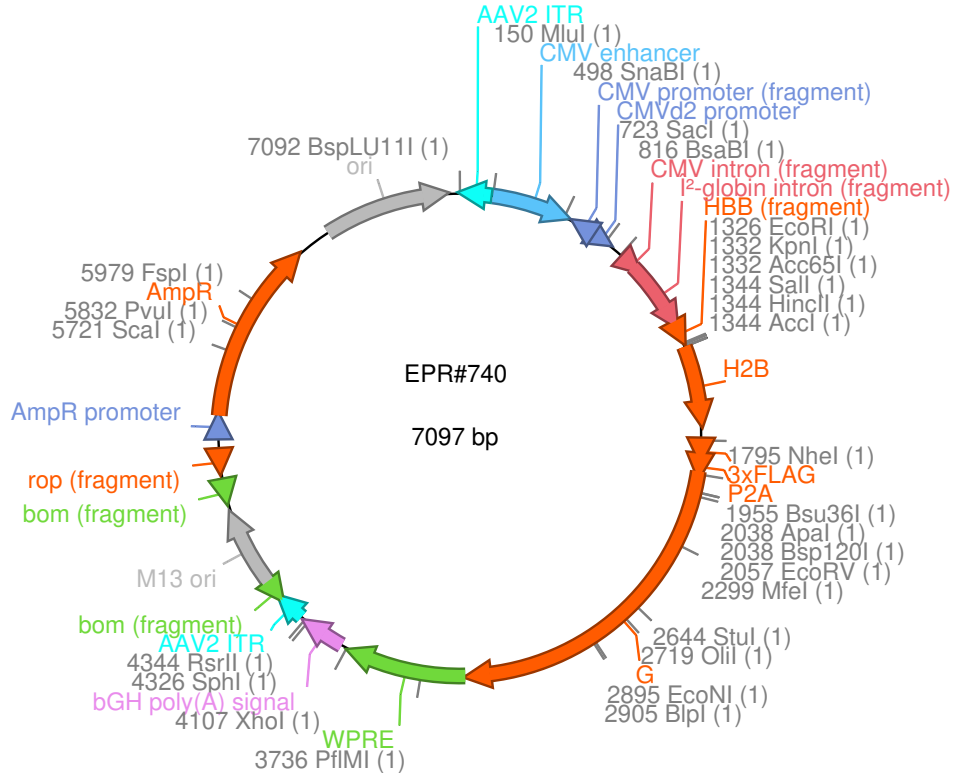 AAV2 ITR
150 MluI (1)
CMV enhancer
498 SnaBI (1)
CMV promoter (fragment)
CMVd2 promoter
723 SacI (1)
816 BsaBI (1)
CMV intron (fragment)
Î²-globin intron (fragment)
HBB (fragment)
1326 EcoRI (1)
1332 KpnI (1)
1332 Acc65I (1)
1344 SalI (1)
1344 HincII (1)
1344 AccI (1)
H2B
1795 NheI (1)
3xFLAG
P2A
1955 Bsu36I (1)
2038 ApaI (1)
2038 Bsp120I (1)
2057 EcoRV (1)
2299 MfeI (1)
2644 StuI (1)
2719 OliI (1)
G
2895 EcoNI (1)
2905 BlpI (1)
EPR#740
7097 bp
7092 BspLU11I (1)
ori
5979 FspI (1)
AmpR
5832 PvuI (1)
5721 ScaI (1)
AmpR promoter
rop (fragment)
bom (fragment)
M13 ori
bom (fragment)
AAV2 ITR
4344 RsrII (1)
4326 SphI (1)
bGH poly(A) signal
4107 XhoI (1)
WPRE
3736 PflMI (1)